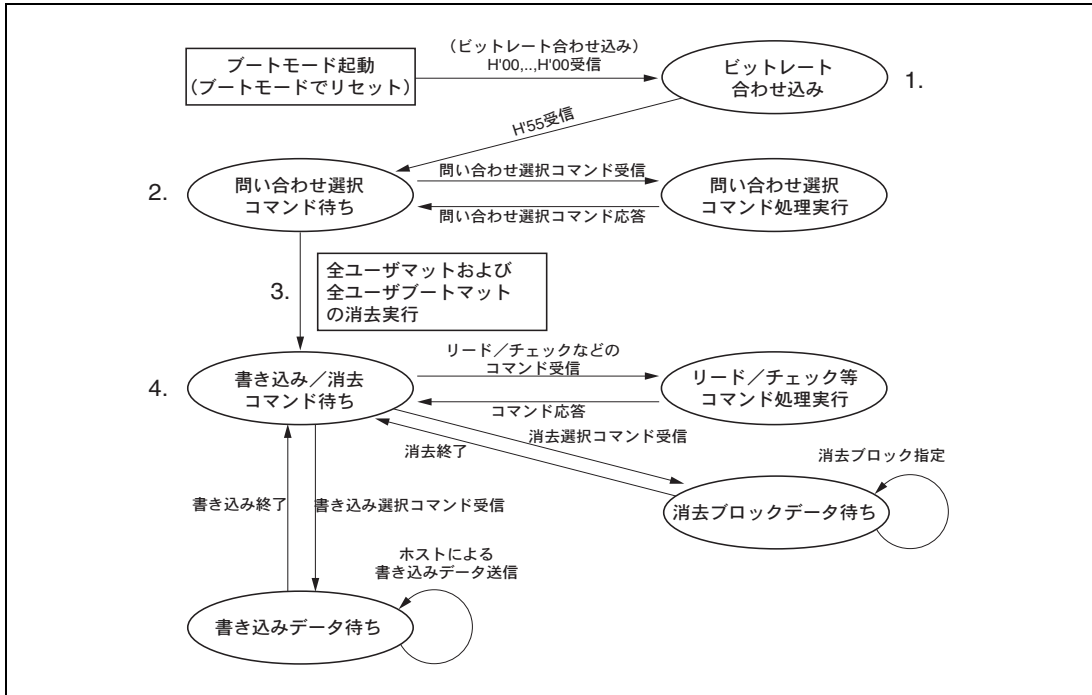 ブートモード起動
(ブートモードでリセット)
(ビットレート合わせ込み)
H'00,..,H'00受信
ビットレート
合わせ込み
1.
H'55受信
2.
問い合わせ選択
コマンド待ち
問い合わせ選択コマンド受信
問い合わせ選択コマンド応答
問い合わせ選択
コマンド処理実行
3.
全ユーザマットおよび
全ユーザブートマット
の消去実行
4.
書き込み/消去
コマンド待ち
リード/チェックなどの
コマンド受信
コマンド応答
リード/チェック等
コマンド処理実行
消去選択コマンド受信
消去終了
消去ブロック指定
消去ブロックデータ待ち
書き込み終了
書き込み選択コマンド受信
ホストによる
書き込みデータ送信
書き込みデータ待ち